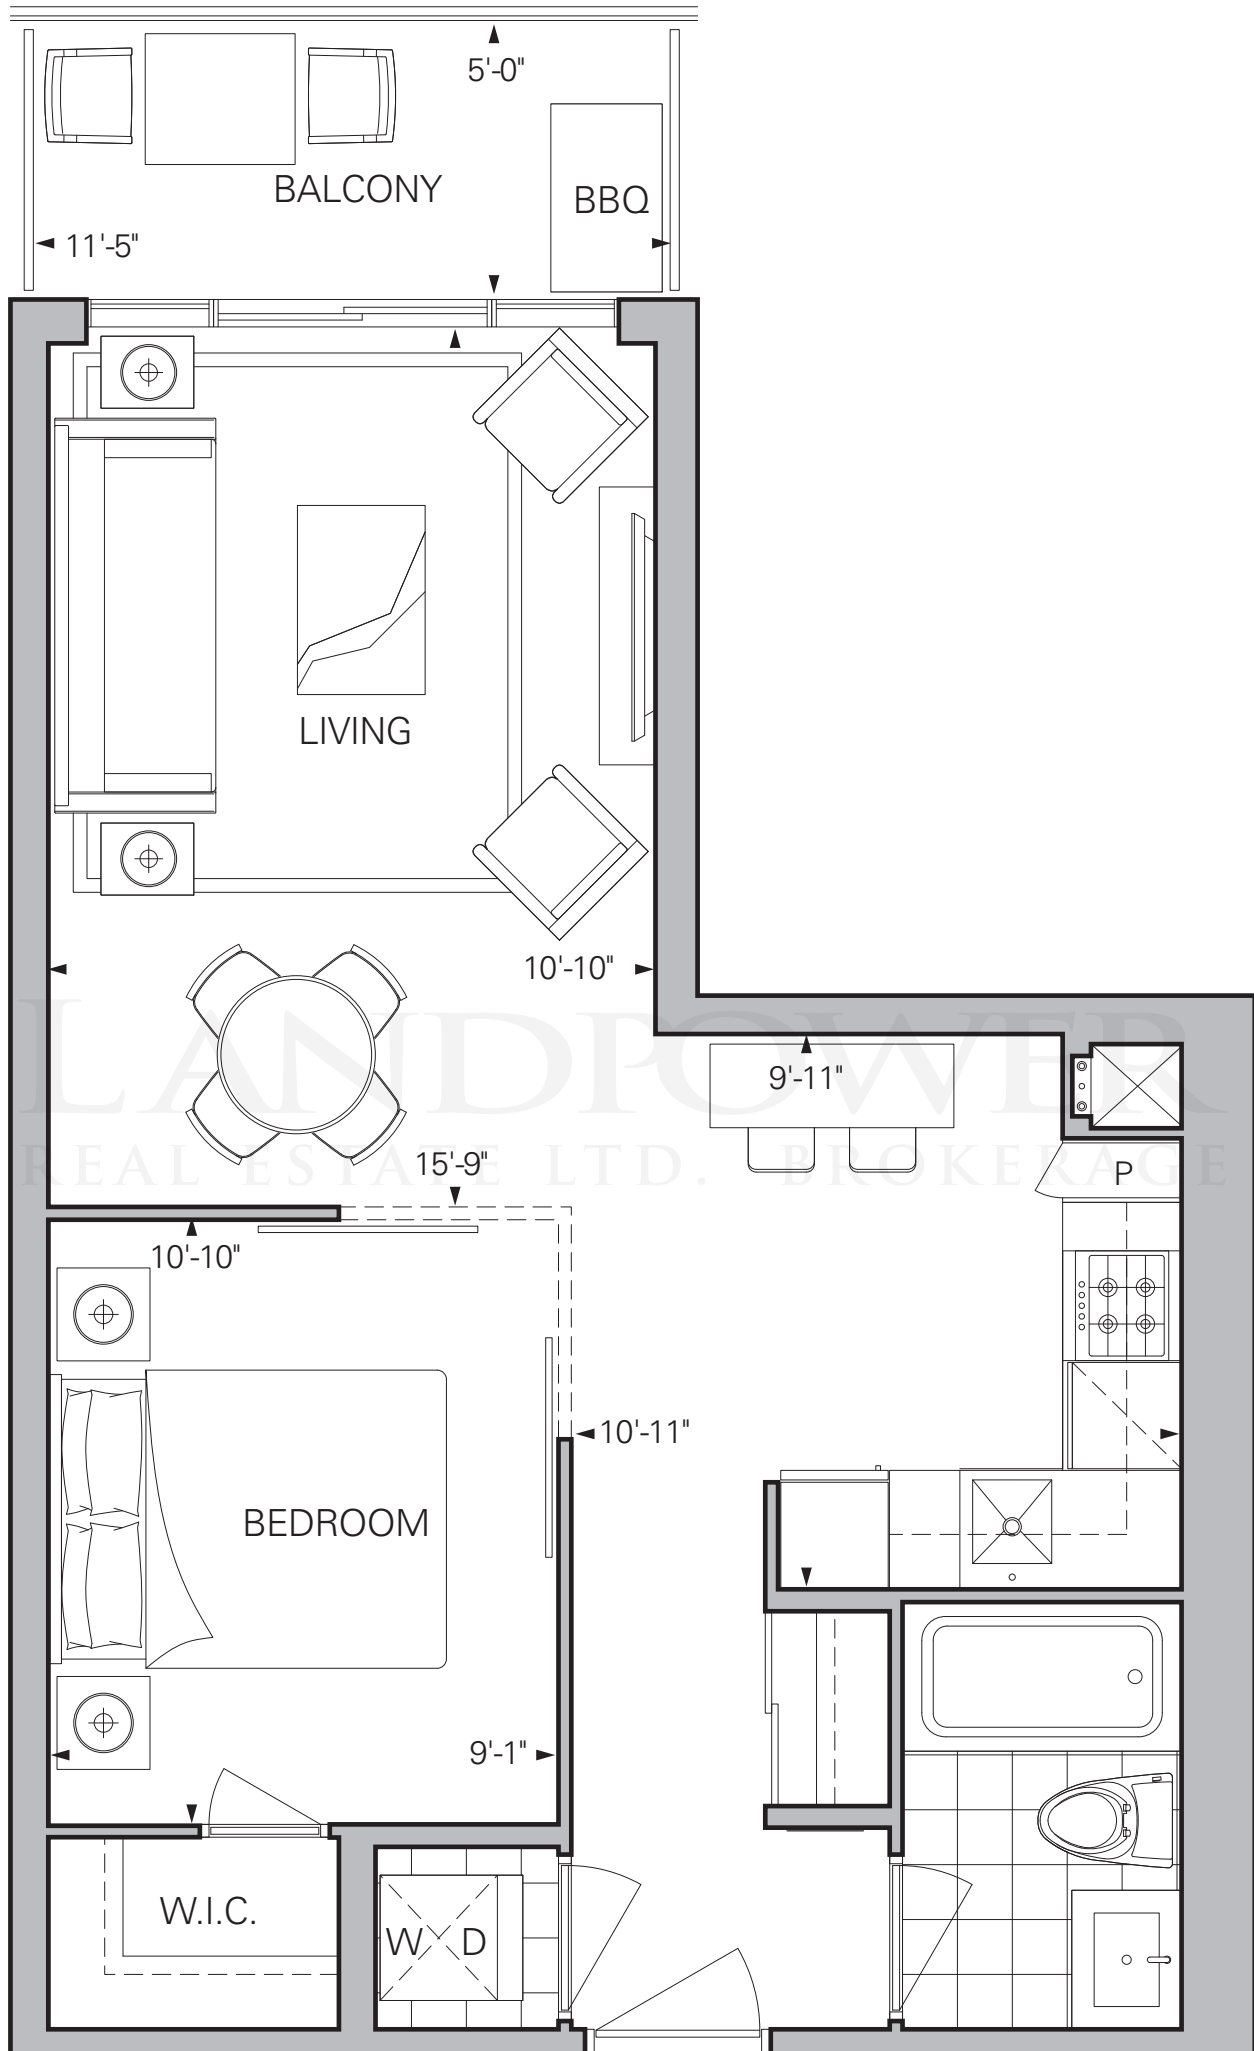 5'-0"
BALCONY
BBQ
11'-5"
LIVING
10'-10"
LANDPOWER
9'-11"
REAL ESTATE LTD. BROKERAGE
15'-9"
P
10'-10"
10'-11"
BEDROOM
9'-1"
W.I.C.
W D